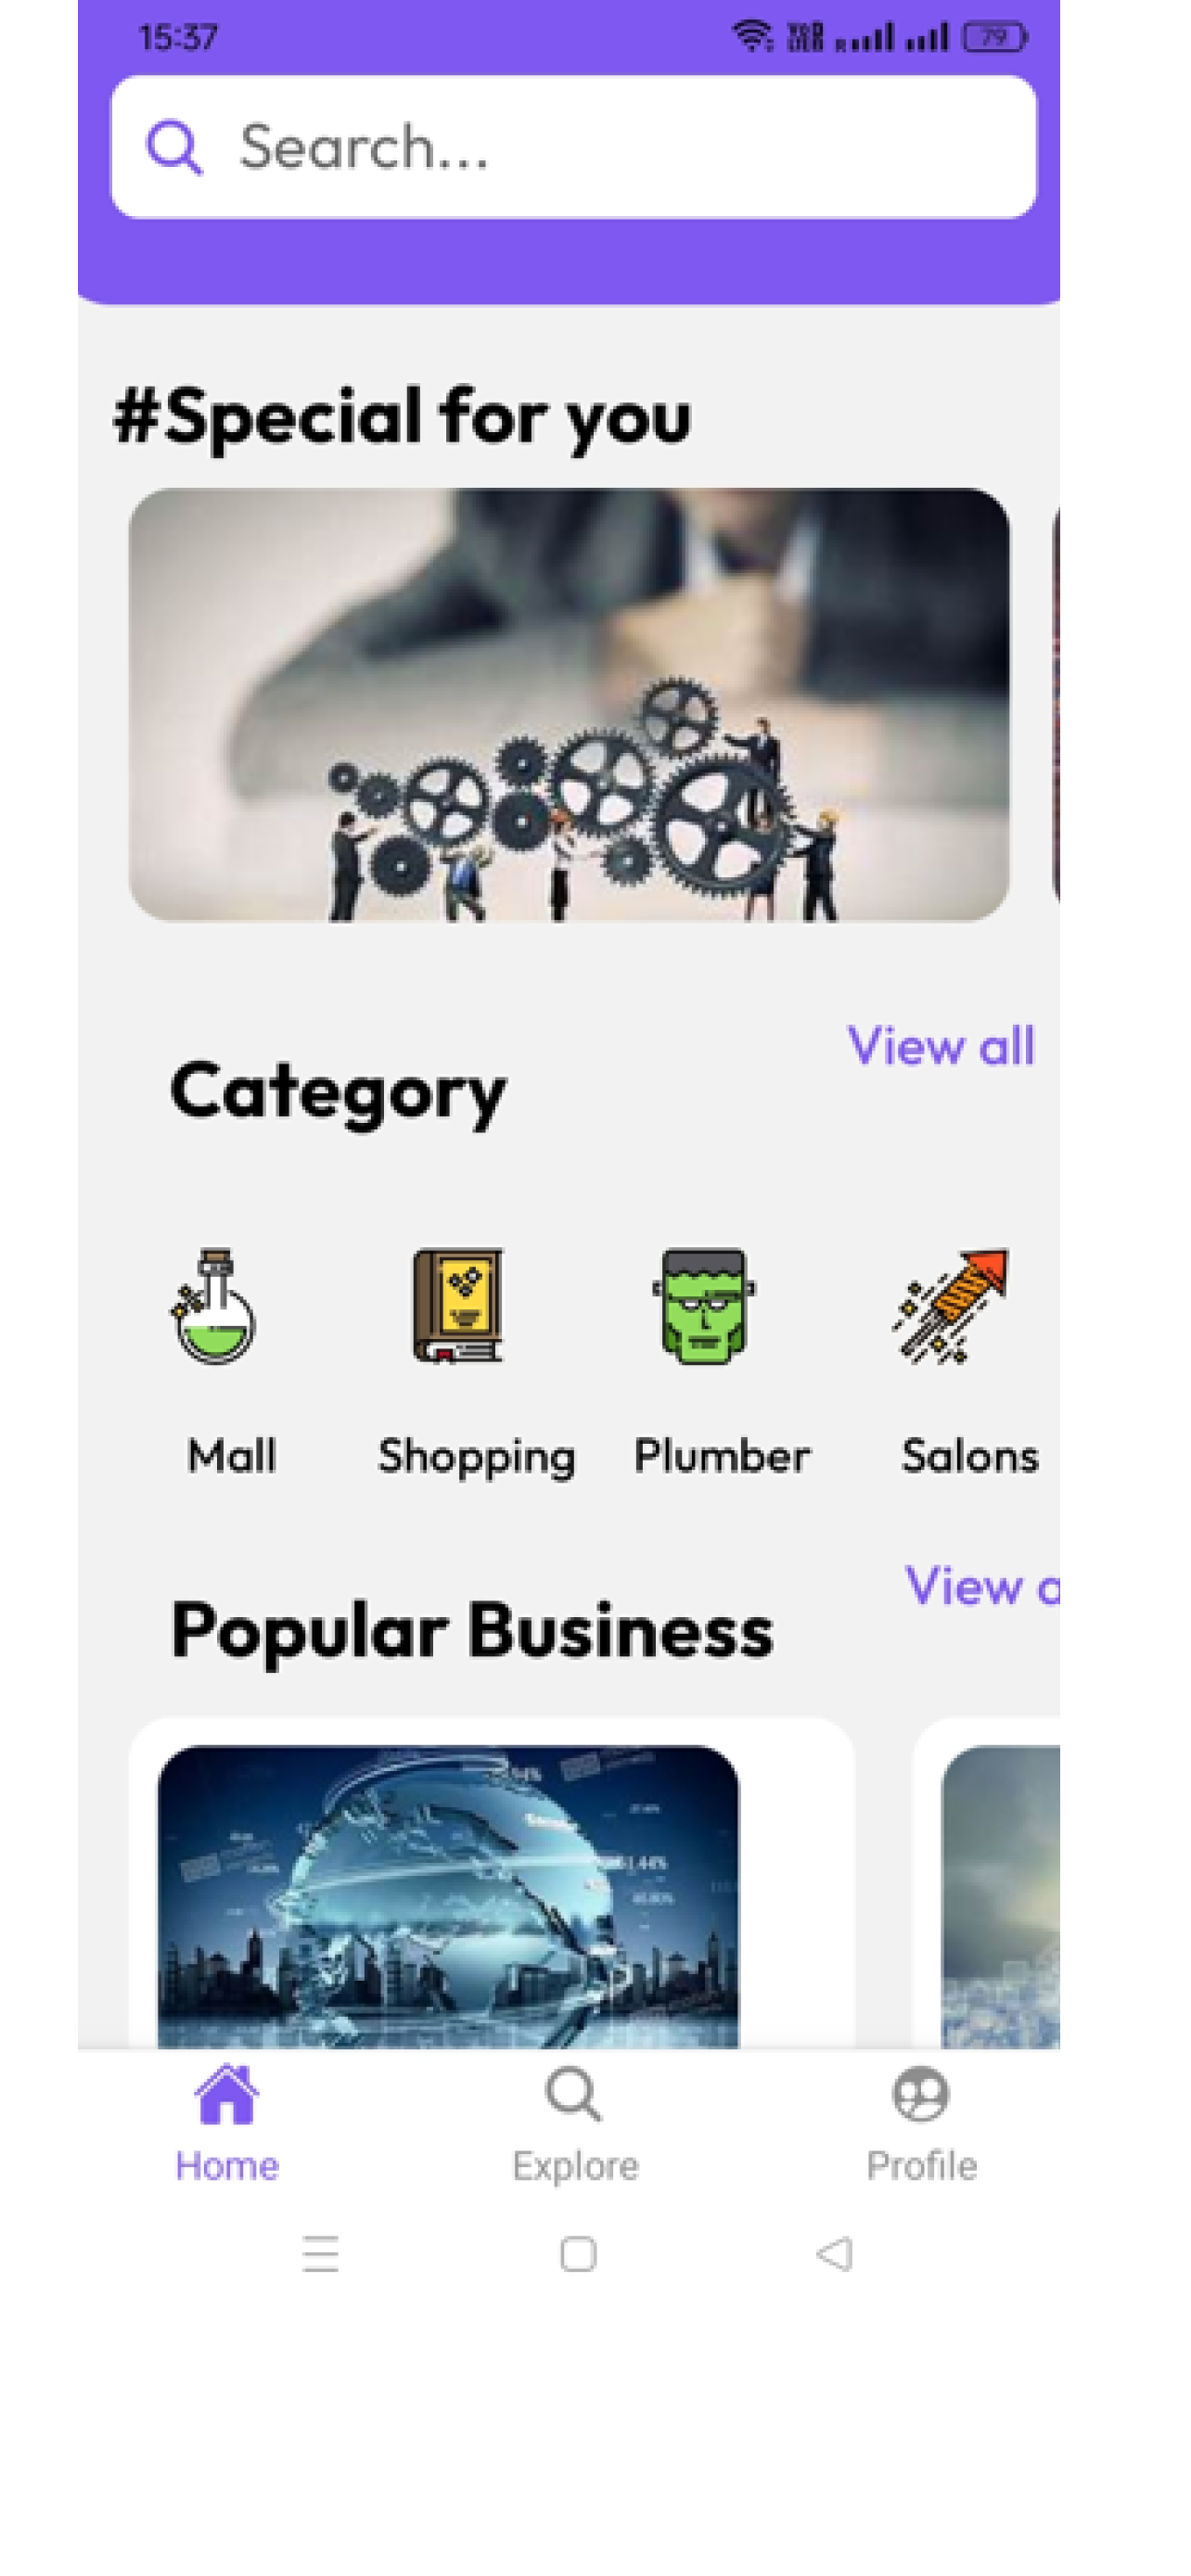 15:37
79
Search...
#Special for you
View all
Category
Mall Shopping Plumber Salons
View a
Popular Business
Home Explore Profile